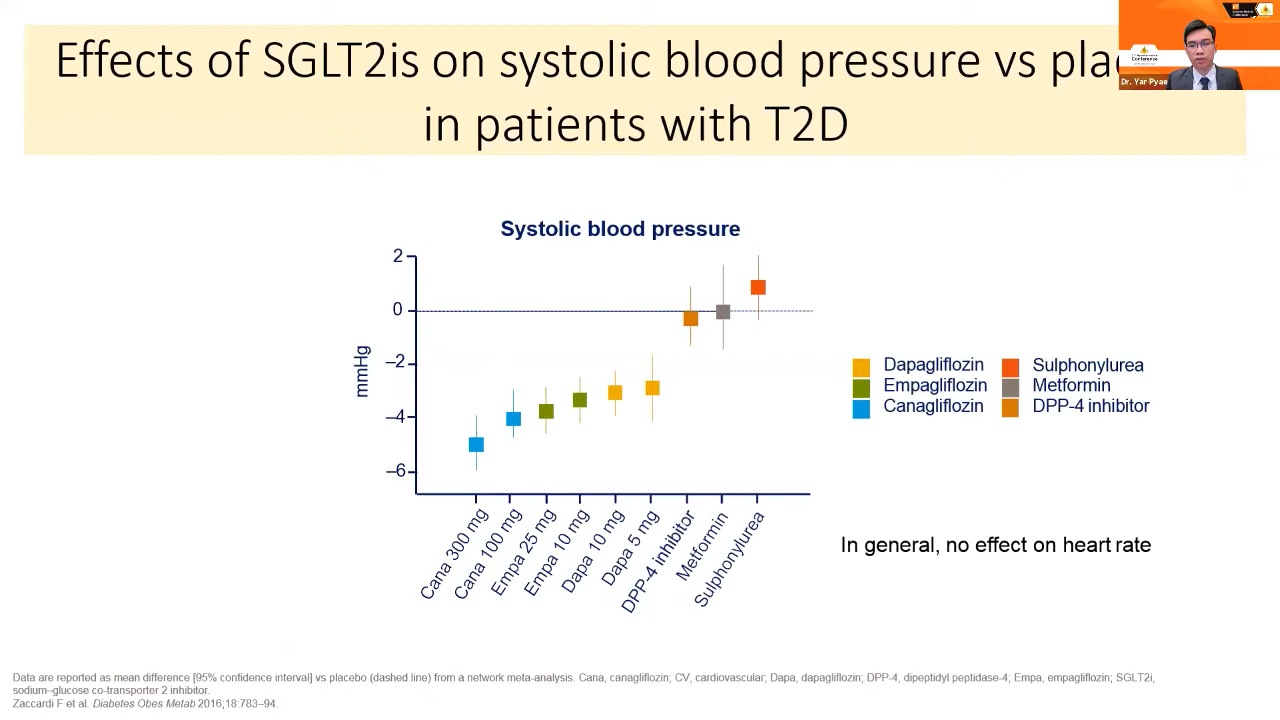 Effects of SGLT2is on systolic blood pressure vs
in patients with T2D
Conference
Dr. Yar Pyae
Systolic blood pressure
2
0
–2
–4
–6
mmHg
Cana 300 mg
Cana 100 mg
Empa 25 mg
Empa 10 mg
Dapa 10 mg
Dapa 5 mg
DPP-4 inhibitor
Metformin
Sulphonylurea
Dapagliflozin
Empagliflozin
Canagliflozin
Sulphonylurea
Metformin
DPP-4 inhibitor
In general, no effect on heart rate
Data are reported as mean difference [95% confidence interval] vs placebo (dashed line) from a network meta-analysis. Cana, canagliflozin; CV, cardiovascular; Dapa, dapagliflozin; DPP-4, dipeptidyl peptidase-4; Empa, empagliflozin; SGLT2i,
sodium–glucose co-transporter 2 inhibitor.
Zaccardi F et al. Diabetes Obes Metab 2016;18:783–94.